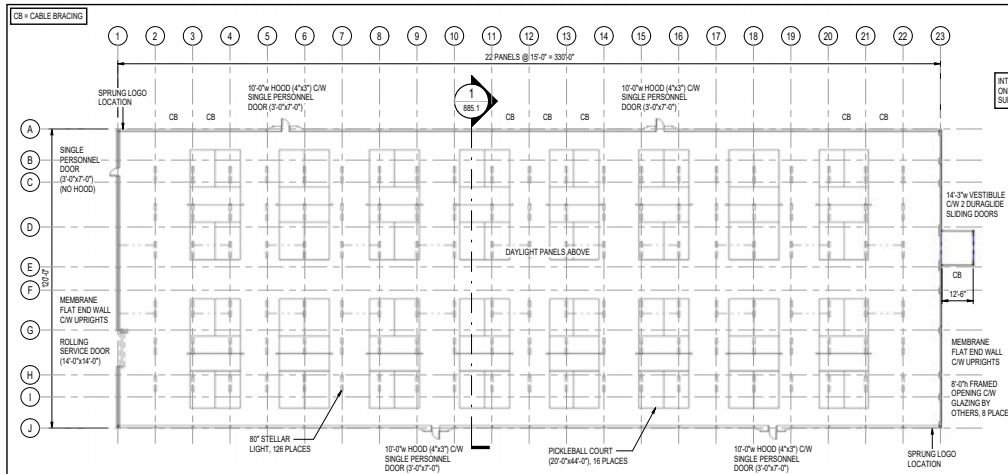 CB = CABLE BRACING
1 2 3 4 5 6 7 8 9 10 11 12 13 14 15 16 17 18 19 20 21 22 23
22 PANELS @ 15'-0" = 330'-0"
SPRUNG LOGO
LOCATION
10'-0"w HOOD (4"x3") C/W
SINGLE PERSONNEL
DOOR (3'-0"x7'-0")
1
885.1
10'-0"w HOOD (4"x3") C/W
SINGLE PERSONNEL
DOOR (3'-0"x7'-0")
INT
ON
CB CB CB CB CB CB CB
A
B
C
D
E
F
G
H
I
J
SINGLE
PERSONNEL
DOOR
(3'-0"x7'-0")
(NO HOOD)
120'-0"
14'-3"w VESTIBULE
C/W 2 DURAGLIDE
SLIDING DOORS
DAYLIGHT PANELS ABOVE
CB
12'-6"
MEMBRANE
FLAT END WALL
C/W UPRIGHTS
ROLLING
SERVICE DOOR
(14'-0"x14'-0")
MEMBRANE
FLAT END WALL
C/W UPRIGHTS
8'-0"h FRAMED
OPENING C/W
GLAZING BY
OTHERS, 8 PLACE
80" STELLAR
LIGHT, 126 PLACES
10'-0"w HOOD (4"x3") C/W
SINGLE PERSONNEL
DOOR (3'-0"x7'-0")
PICKLEBALL COURT
(20'-0"x44'-0"), 16 PLACES
10'-0"w HOOD (4"x3") C/W
SINGLE PERSONNEL
DOOR (3'-0"x7'-0")
SPRUNG LOGO
LOCATION